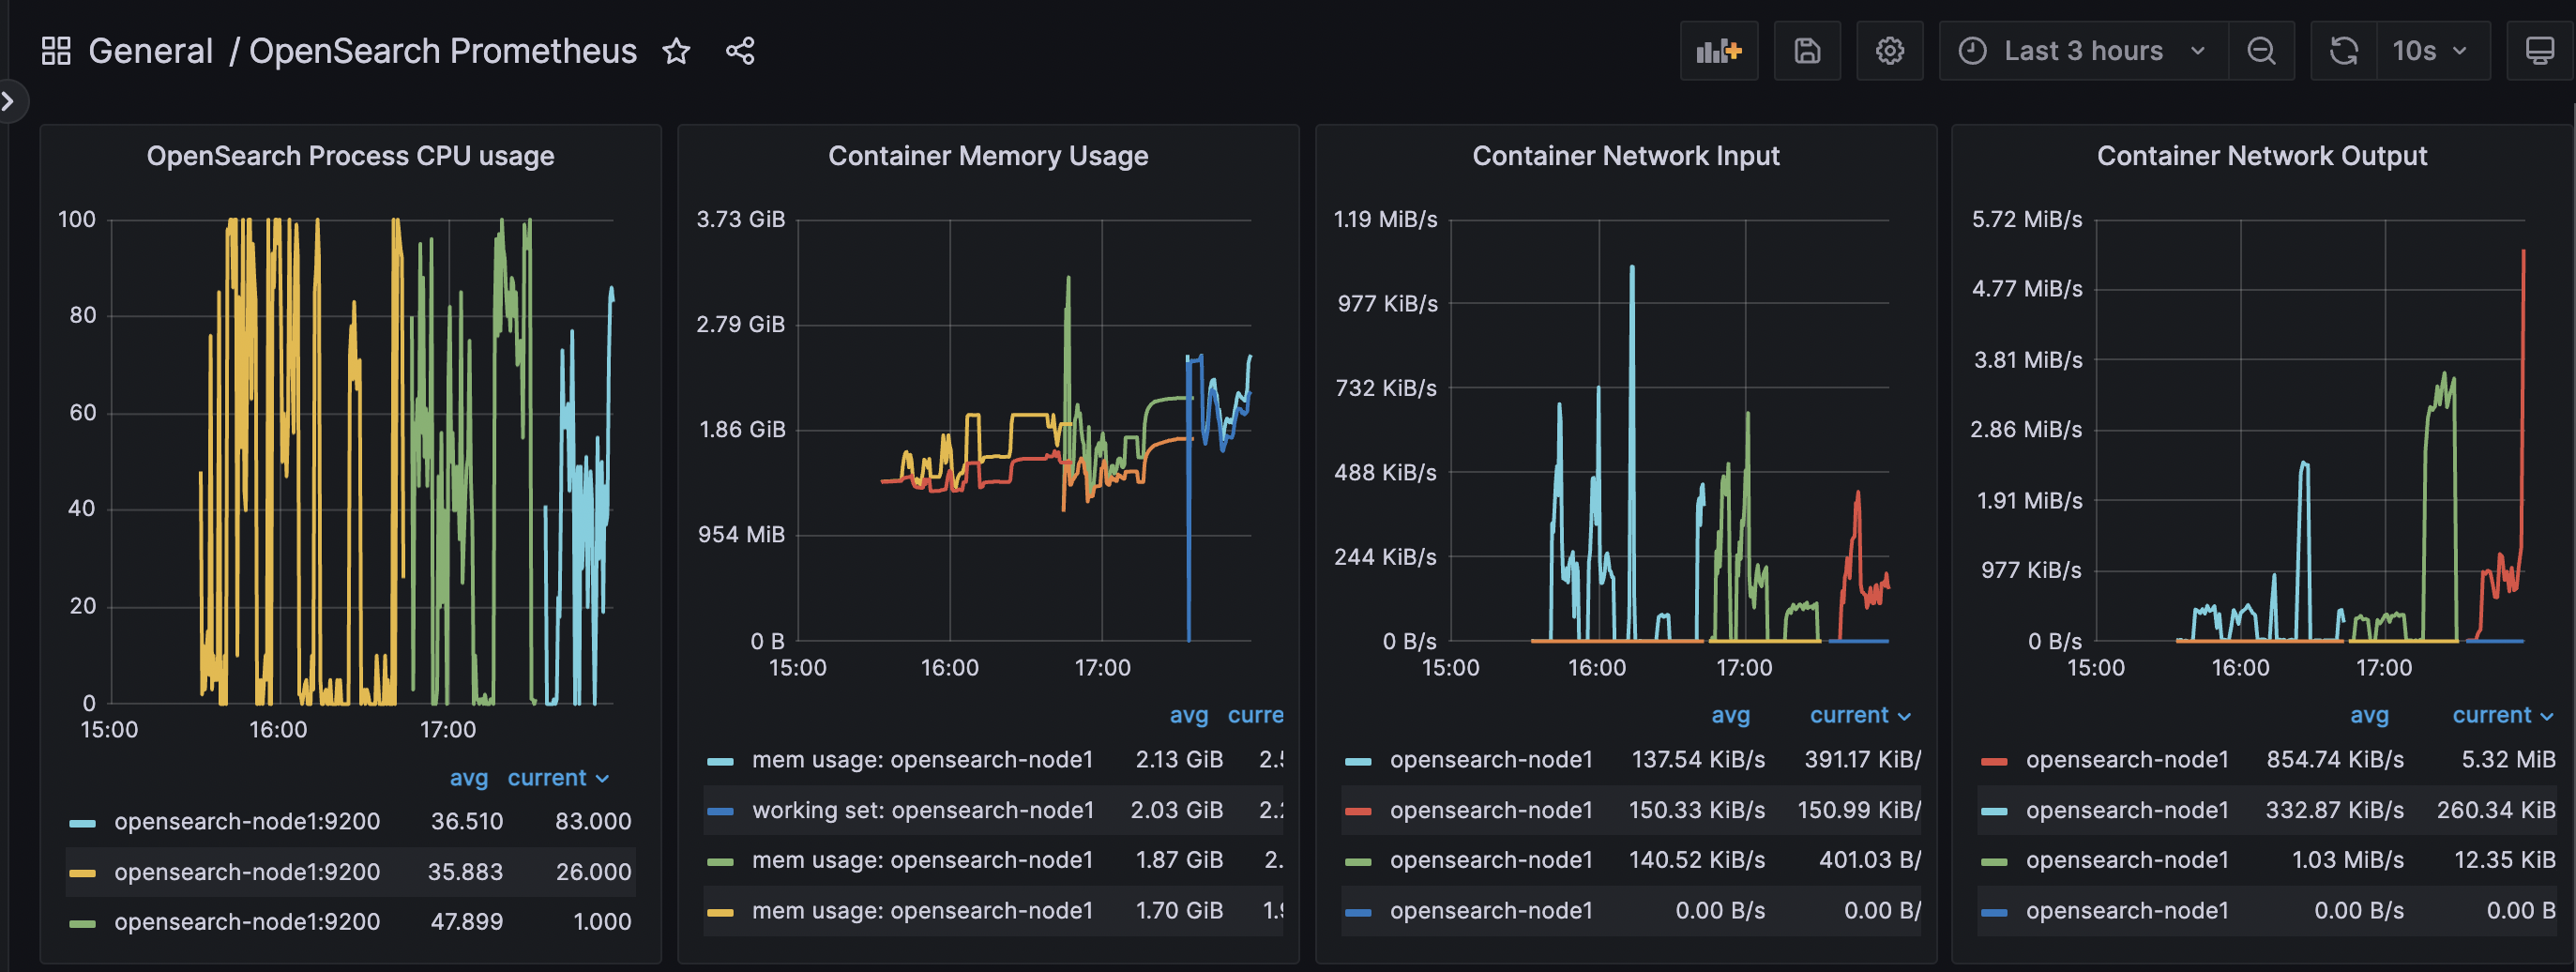 General / OpenSearch Prometheus
Last 3 hours
10s
OpenSearch Process CPU usage
100
80
60
40
20
0
15:00 16:00 17:00
avg current
opensearch-node1:9200 36.510 83.000
opensearch-node1:9200 35.883 26.000
opensearch-node1:9200 47.899 1.000
Container Memory Usage
3.73 GiB
2.79 GiB
1.86 GiB
954 MiB
0 B
15:00 16:00 17:00
avg curre
mem usage: opensearch-node1 2.13 GiB
working set: opensearch-node1 2.03 GiB
mem usage: opensearch-node1 1.87 GiB 2.
mem usage: opensearch-node1 1.70 GiB
Container Network Input
1.19 MiB/s
977 KiB/s
732 KiB/s
488 KiB/s
244 KiB/s
0 B/s
15:00 16:00 17:00
avg current
opensearch-node1 137.54 KiB/s 391.17 KiB/
opensearch-node1 150.33 KiB/s 150.99 KiB/
opensearch-node1 140.52 KiB/s 401.03 B/
opensearch-node1 0.00 B/s 0.00 B/
Container Network Output
5.72 MiB/s
4.77 MiB/s
3.81 MiB/s
2.86 MiB/s
1.91 MiB/s
977 KiB/s
0 B/s
15:00 16:00 17:00
avg current
opensearch-node1 854.74 KiB/s 5.32 MiB
opensearch-node1 332.87 KiB/s 260.34 KiB
opensearch-node1 1.03 MiB/s 12.35 KiB
opensearch-node1 0.00 B/s 0.00 B